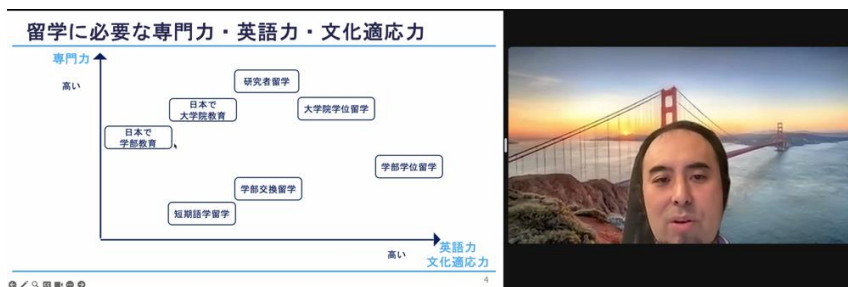 留学に必要な専門力・英語力・文化適応力
専門力
高い
研究者留学
日本で
大学院教育
大学院学位留学
日本で
学部教育
学部学位留学
学部交換留学
短期語学留学
高い
英語力
文化適応力
4